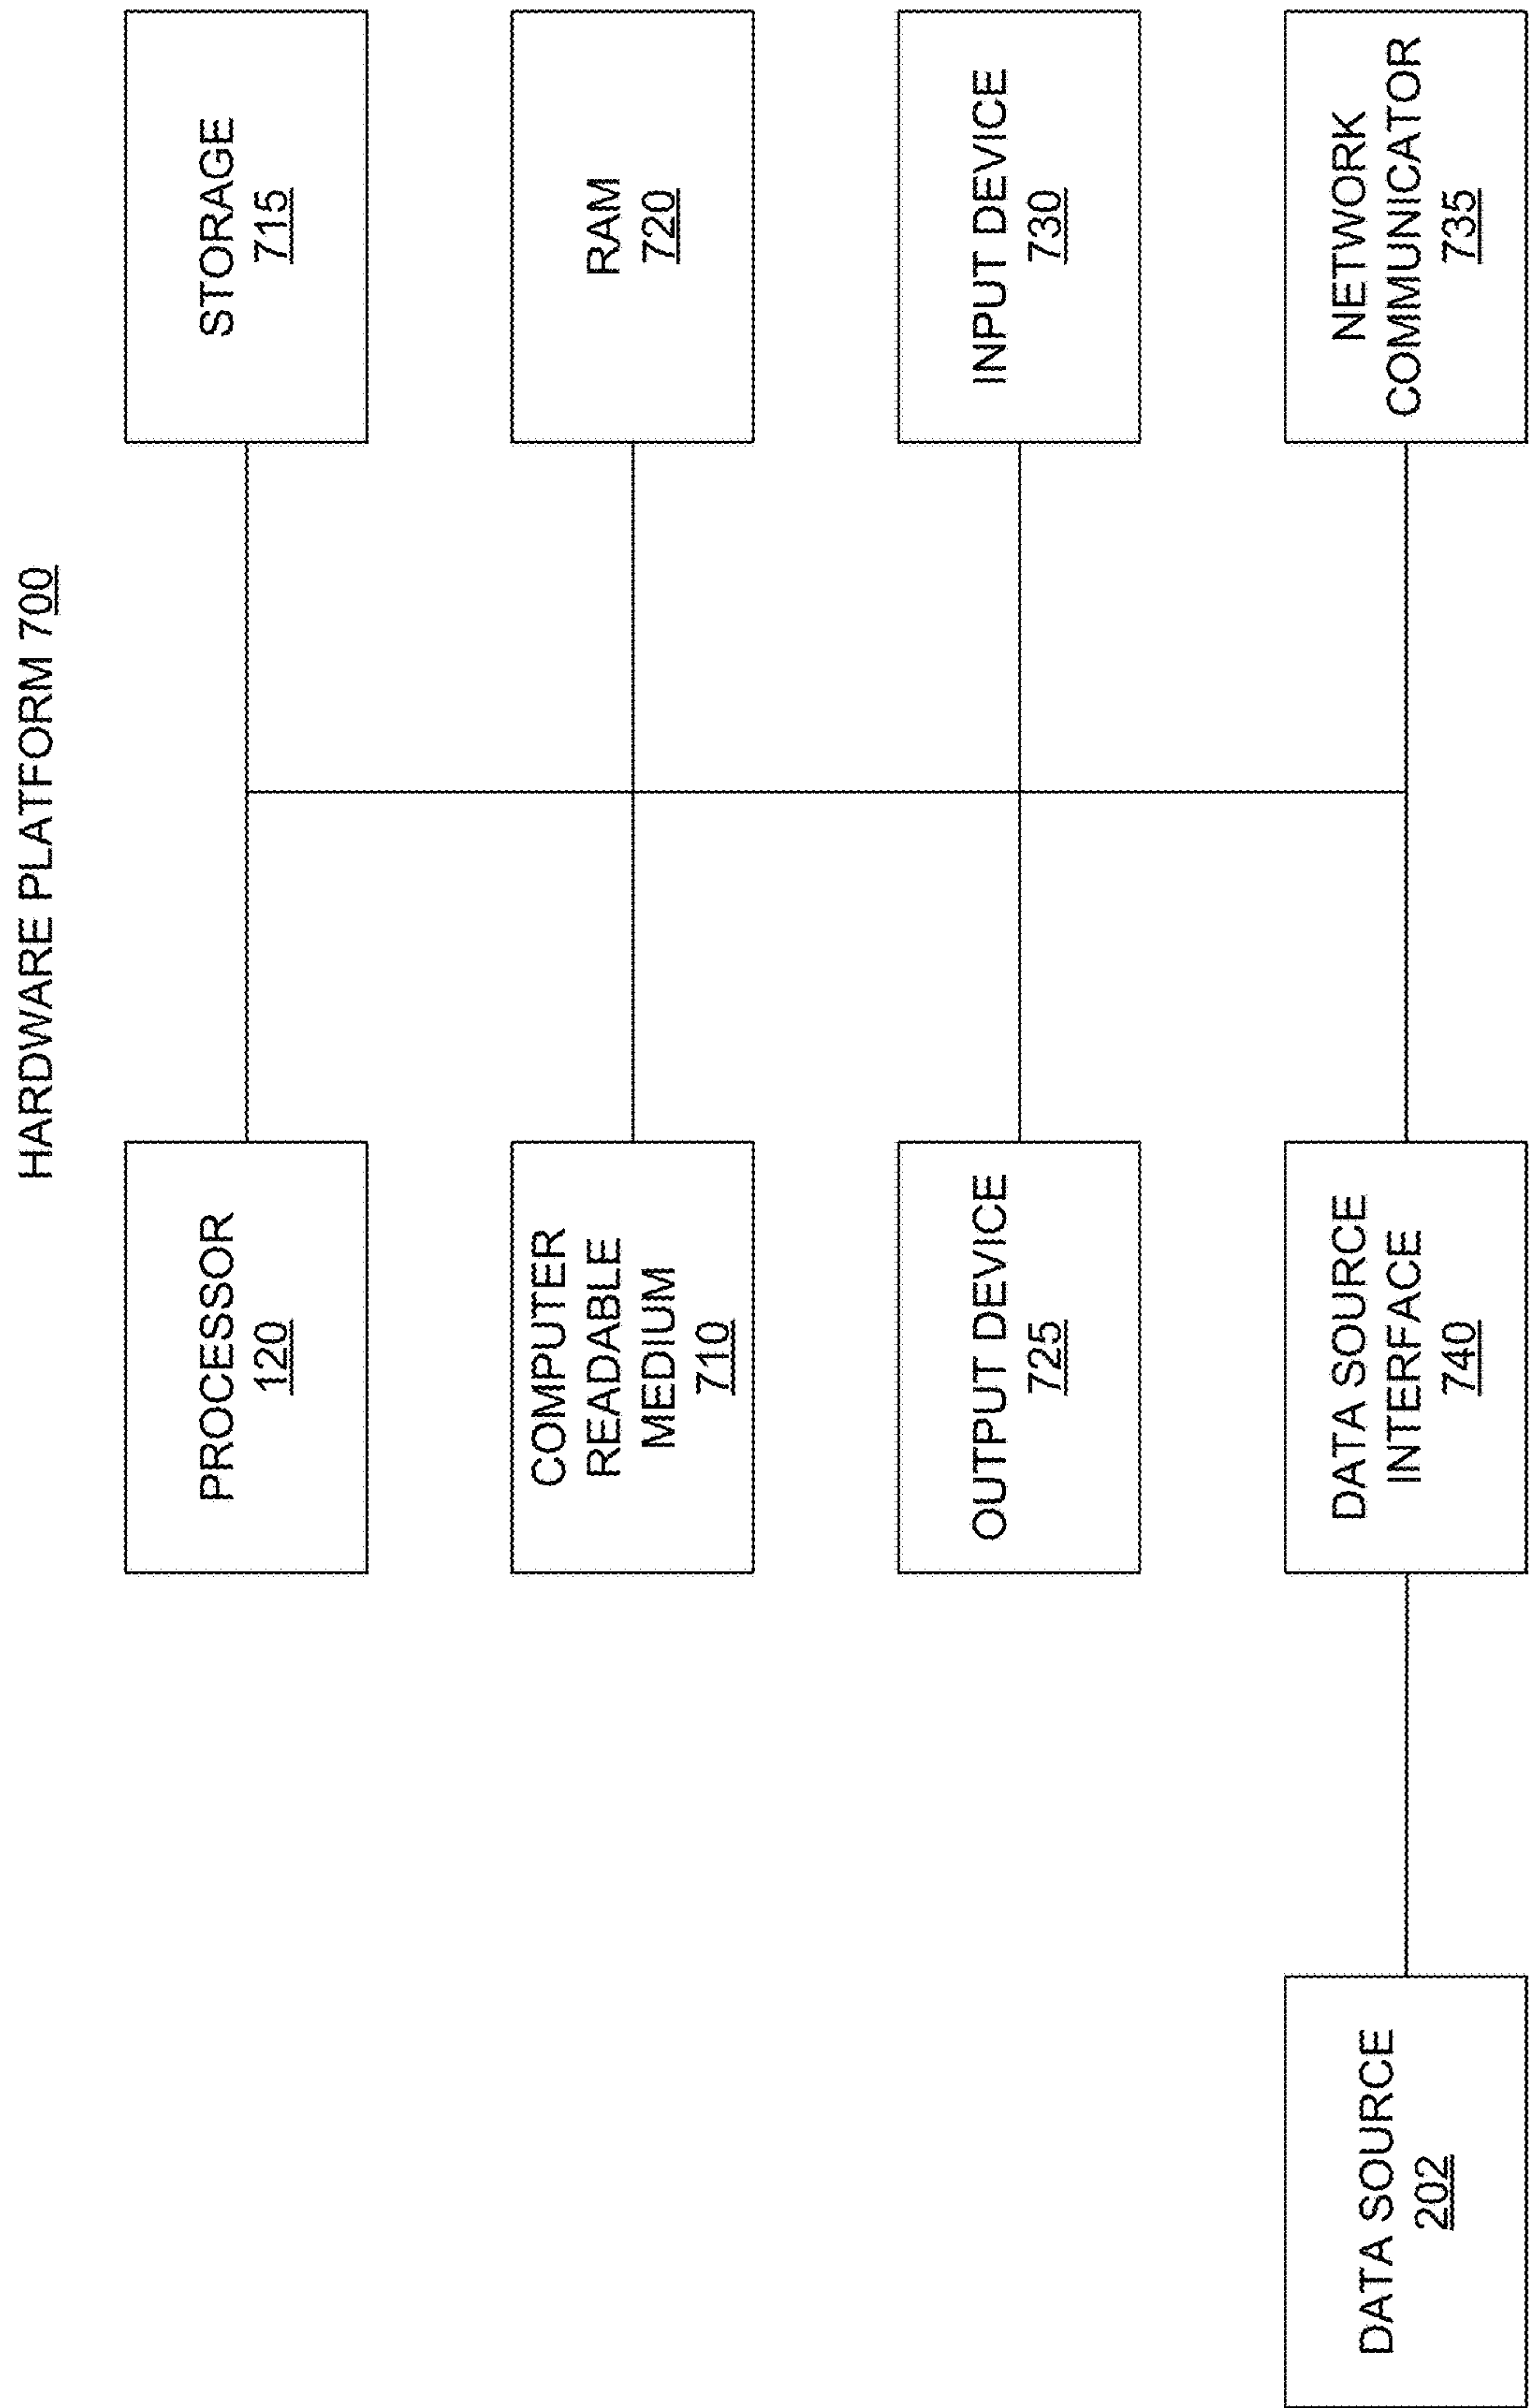 HARDWARE PLATFORM 700
PROCESSOR
120
STORAGE
715
COMPUTER
READABLE
MEDIUM
710
RAM
720
OUTPUT DEVICE
725
INPUT DEVICE
730
DATA SOURCE
202
DATA SOURCE
INTERFACE
740
NETWORK
COMMUNICATOR
735